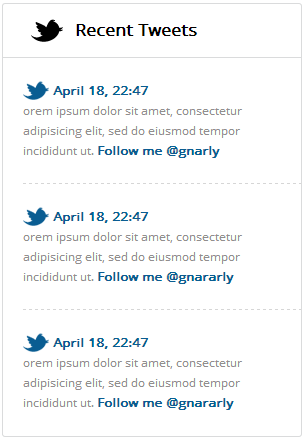 Recent Tweets
April 18, 22:47
orem ipsum dolor sit amet, consectetur
adipisicing elit, sed do eiusmod tempor
incididunt ut. Follow me @gnarly
April 18, 22:47
orem ipsum dolor sit amet, consectetur
adipisicing elit, sed do eiusmod tempor
incididunt ut. Follow me @gnararly
April 18, 22:47
orem ipsum dolor sit amet, consectetur
adipisicing elit, sed do eiusmod tempor
incididunt ut. Follow me @gnararly